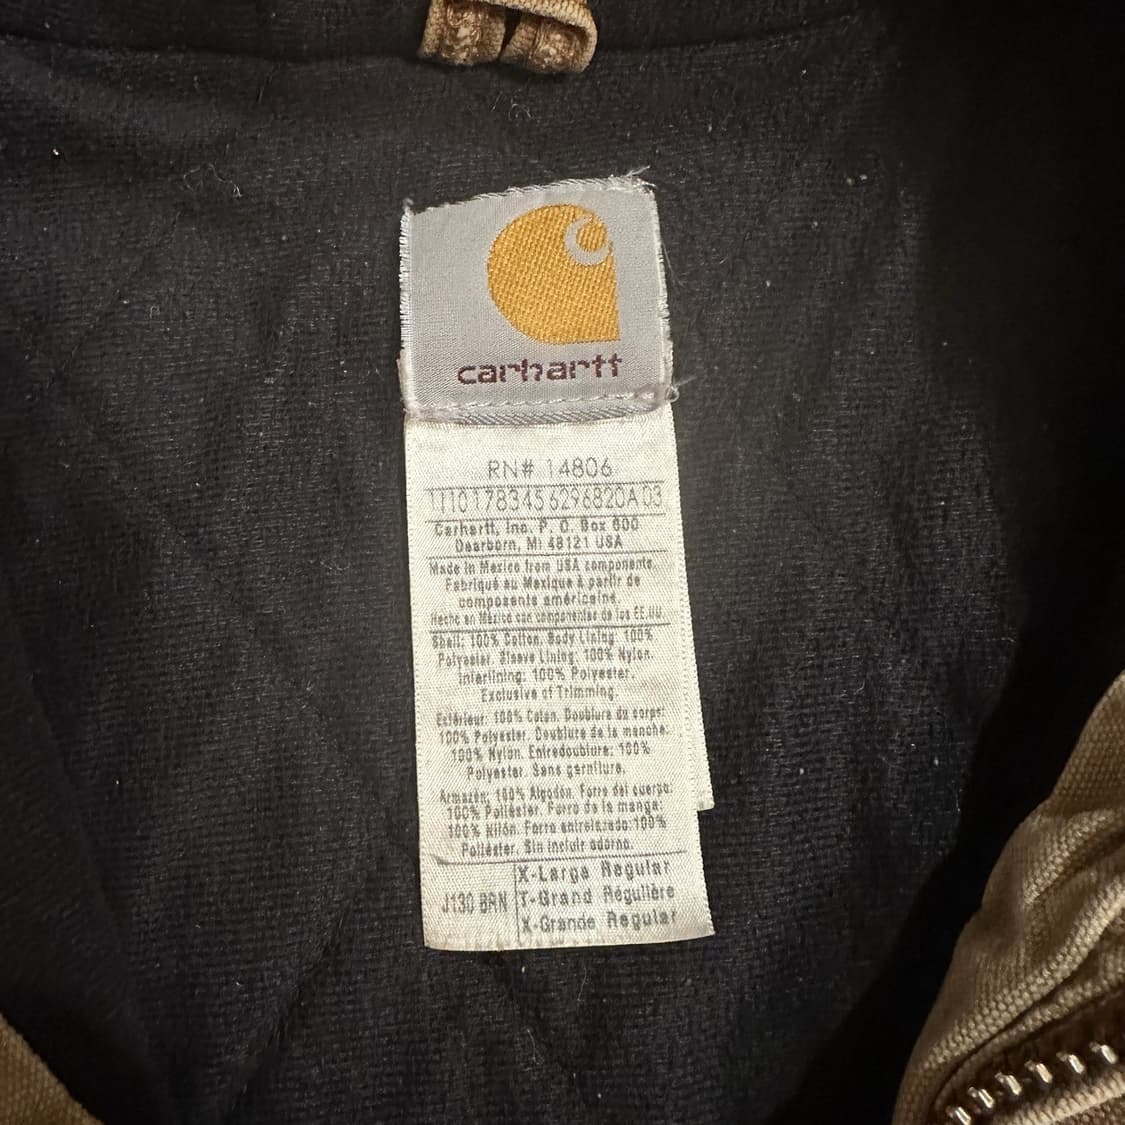 carhartt
RN# 14806
11101783456296820A 03
Carhartt, Inc. P. O. Box 600
Dearborn, MI 48121 USA
Made in Mexico from USA components.
Fabriqué au Mexique à partir de
composants américaine.
Hecho en México con componentes de los EE.UU.
Shell: 100% Cotton. Body Lining: 100%
Polyester. Sleeve Lining: 100% Nylon.
Interlining: 100% Polyester.
Exclusive of Trimming.
Extérieur: 100% Coton. Doublure du corps:
100% Polyester. Doublure de la manche:
100% Nylon. Entredoublure: 100%
Polyester. Sans garniture.
Armazón: 100% Algodón. Forro del cuerpo:
100% Poliéster. Forro de la manga:
100% Nilón. Forro entrelazado: 100%
Poliéster. Sin incluir adorno.
X-Large Regular
J130 BRN T-Grand Régulière
X-Grande Regular